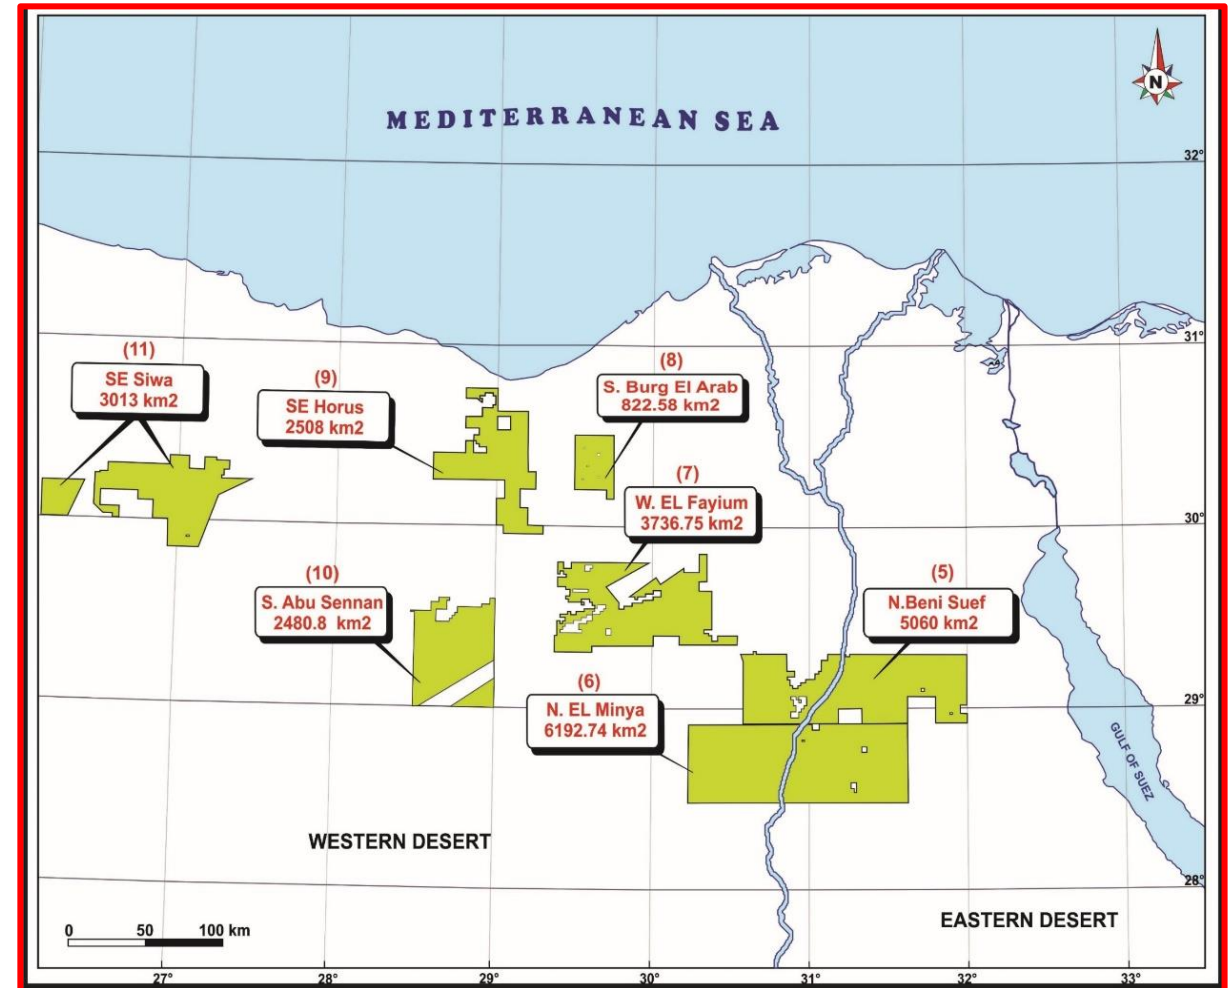 N
MEDITERRANEAN SEA
32°
31°
(11)
SE Siwa
3013 km2
(9)
SE Horus
2508 km2
(8)
S. Burg El Arab
822.58 km2
(7)
W. EL Fayium
3736.75 km2
30°
(10)
S. Abu Sennan
2480.8 km2
(5)
N.Beni Suef
5060 km2
(6)
N. EL Minya
6192.74 km2
29°
GULF OF SUEZ
WESTERN DESERT
28°
EASTERN DESERT
0 50 100 km
27° 28° 29° 30° 31° 32° 33°